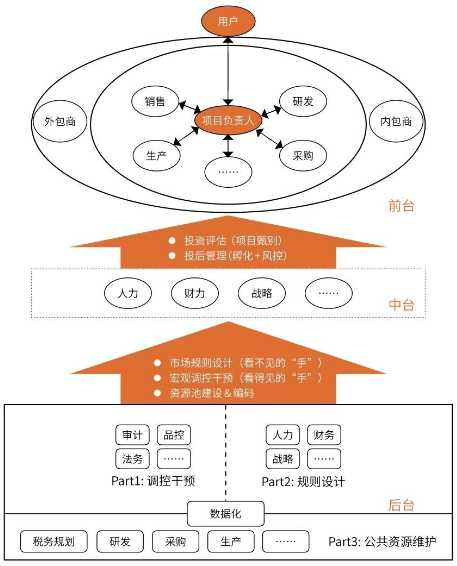 用户
销售
研发
外包商
项目负责人
内包商
生产
采购
……
前台
● 投资评估（项目甄别）
● 投后管理（孵化+风控）
人力
财力
战略
……
中台
● 市场规则设计（看不见的“手”）
● 宏观调控干预（看得见的“手”）
● 资源池建设＆编码
审计
品控
人力
财务
法务
……
战略
……
Part1: 调控干预
Part2: 规则设计
后台
数据化
税务规划
研发
采购
生产
……
Part3: 公共资源维护